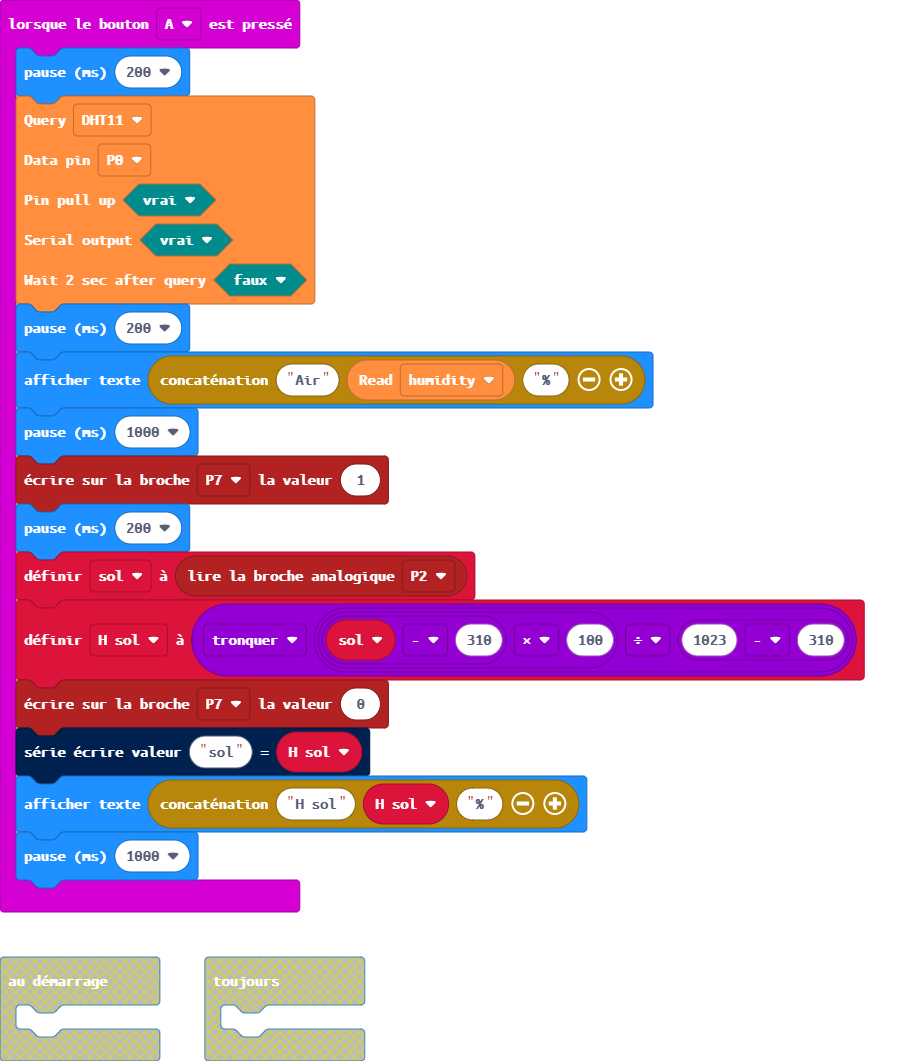 lorsque le bouton A est pressé
pause (ms) 200
Query DHT11
Data pin P0
Pin pull up vrai
Serial output vrai
Wait 2 sec after query faux
pause (ms) 200
afficher texte concaténation "Air" Read humidity "%"
pause (ms) 1000
écrire sur la broche P7 la valeur 1
pause (ms) 200
définir sol à lire la broche analogique P2
définir H sol à tronquer sol - 310 × 100 ÷ 1023 - 310
écrire sur la broche P7 la valeur 0
série écrire valeur "sol" = H sol
afficher texte concaténation "H sol" H sol "%"
pause (ms) 1000
au démarrage
toujours